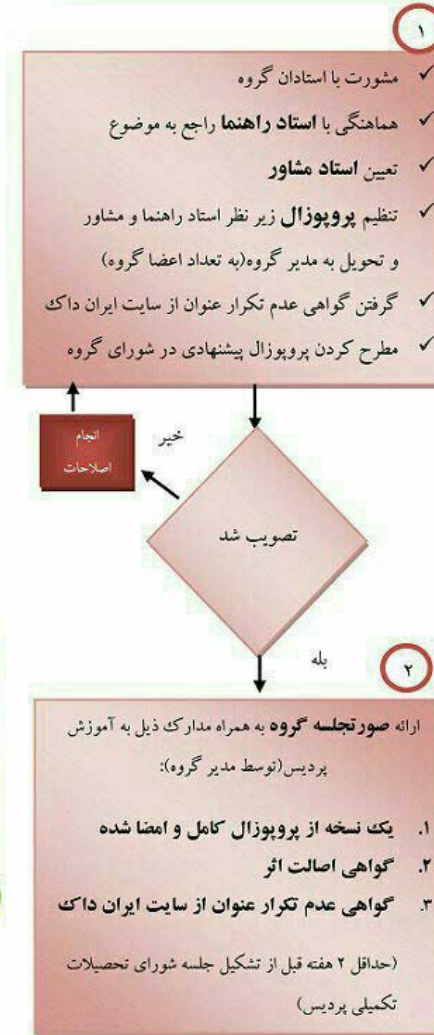 ۱
✓ مشورت با استادان گروه
✓ هماهنگی با استاد راهنما راجع به موضوع
✓ تعیین استاد مشاور
✓ تنظیم پروپوزال زیر نظر استاد راهنما و مشاور
و تحویل به مدیر گروه(به تعداد اعضا گروه)
✓ گرفتن گواهی عدم تکرار عنوان از سایت ایران داک
✓ مطرح کردن پروپوزال پیشنهادی در شورای گروه
خیر
انجام
اصلاحات
تصویب شد
بله
۲
ارائه صورتجلسه گروه به همراه مدارک ذیل به آموزش
پردیس(توسط مدیر گروه):
۱. یک نسخه از پروپوزال کامل و امضا شده
۲. گواهی اصالت اثر
۳. گواهی عدم تکرار عنوان از سایت ایران داک
(حداقل ۲ هفته قبل از تشکیل جلسه شورای تحصیلات
تکمیلی پردیس)